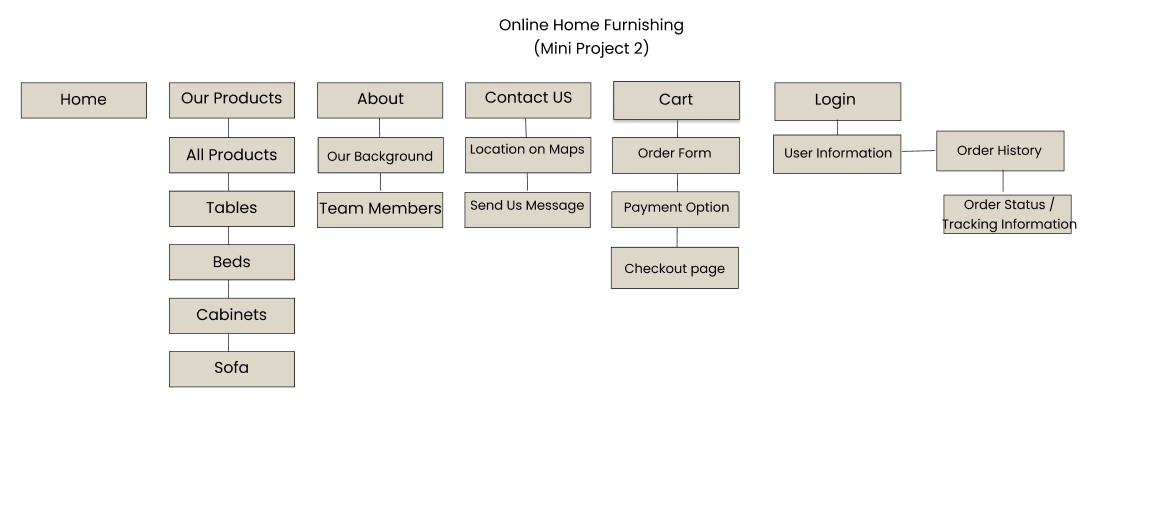 Online Home Furnishing
(Mini Project 2)
Home
Our Products
About
Contact US
Cart
Login
All Products
Our Background
Location on Maps
Order Form
User Information
Order History
Tables
Team Members
Send Us Message
Payment Option
Order Status /
Tracking Information
Beds
Checkout page
Cabinets
Sofa